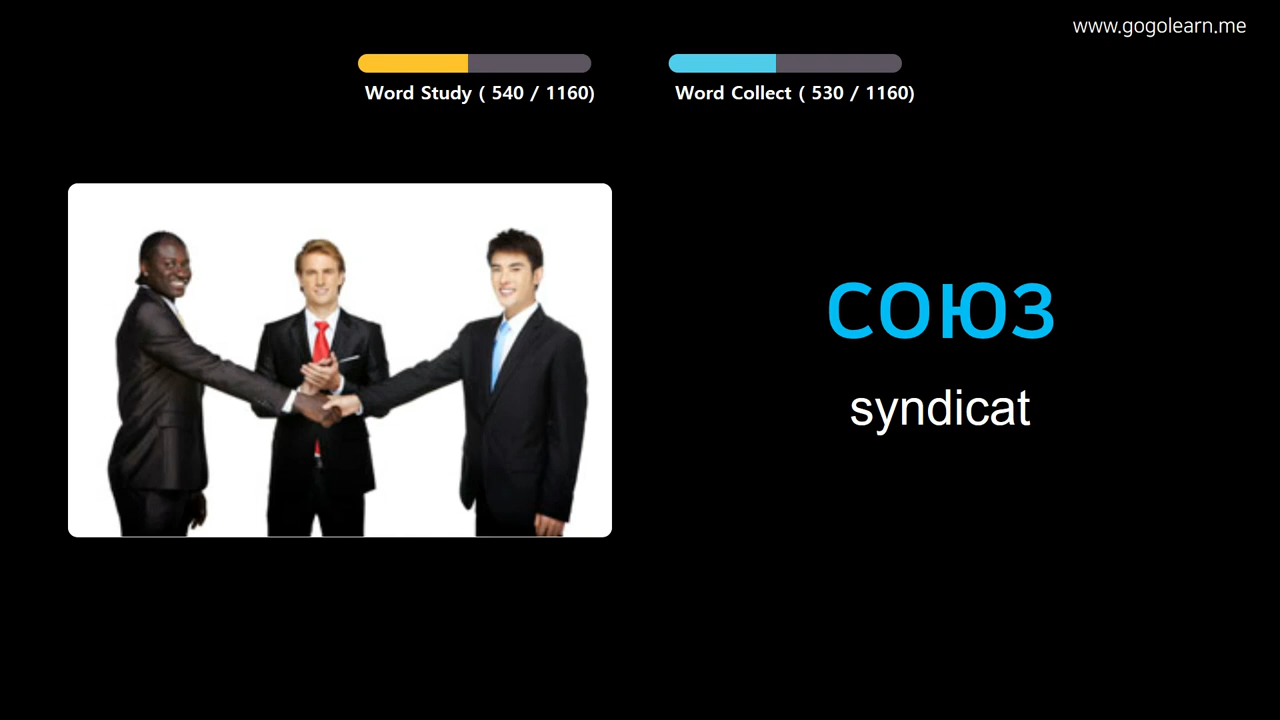 www.gogolearn.me
Word Study ( 540 / 1160)
Word Collect ( 530 / 1160)
союз
syndicat